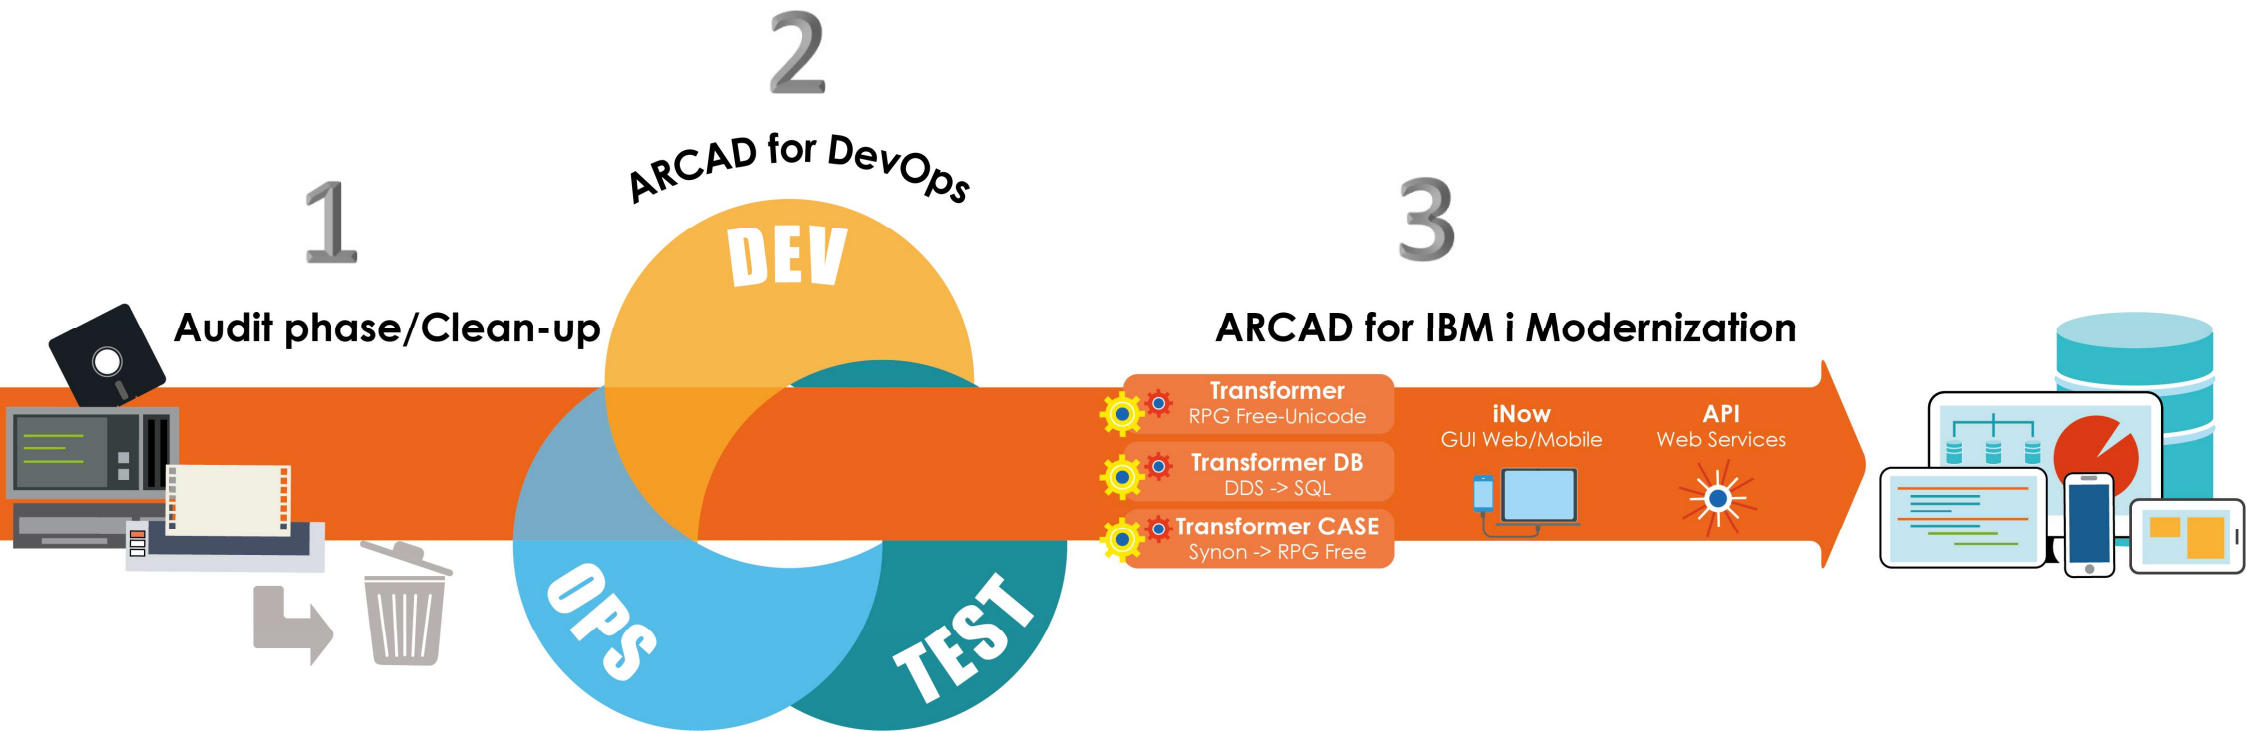 1
Audit phase/Clean-up
2
ARCAD for DevOps
DEV
OPS
TEST
3
ARCAD for IBM i Modernization
Transformer
RPG Free-Unicode
Transformer DB
DDS -> SQL
Transformer CASE
Synon -> RPG Free
iNow
GUI Web/Mobile
API
Web Services